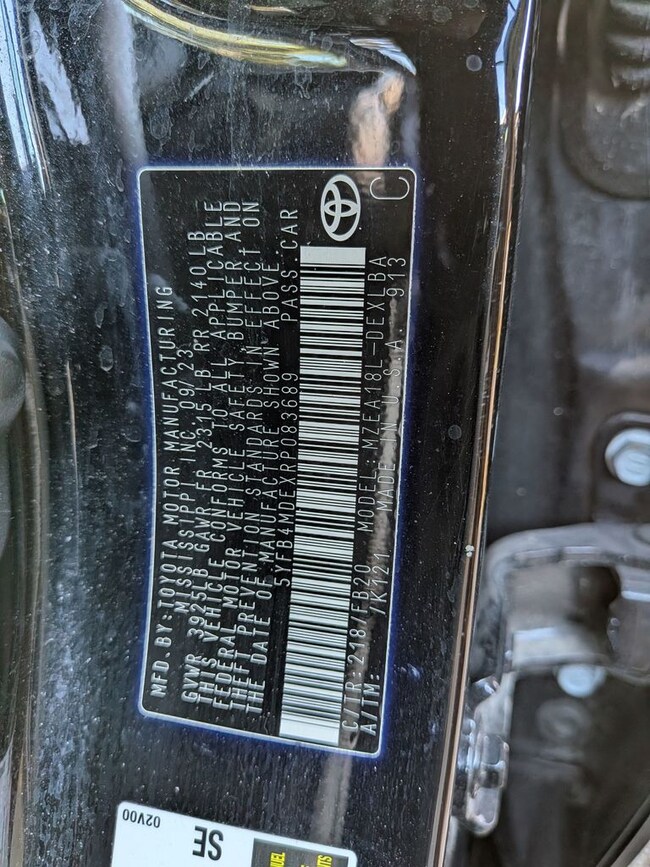 MFD. BY: TOYOTA MOTOR MANUFACTURING
MISSISSIPPI INC. 09/23
GVWR 3925LB GAWR FR 2315LB RR 2140LB
THIS VEHICLE CONFORMS TO ALL APPLICABLE
FEDERAL MOTOR VEHICLE SAFETY, BUMPER AND
THEFT PREVENTION STANDARDS IN EFFECT ON
THE DATE OF MANUFACTURE SHOWN ABOVE.
5YFB4MDEXRP083689 PASS.CAR
C/TR:218/FB20 MODEL:MZEA18L-DEXLBA
A/TM: -/K121 MADE IN U.S.A. 913
C
02V00
SE